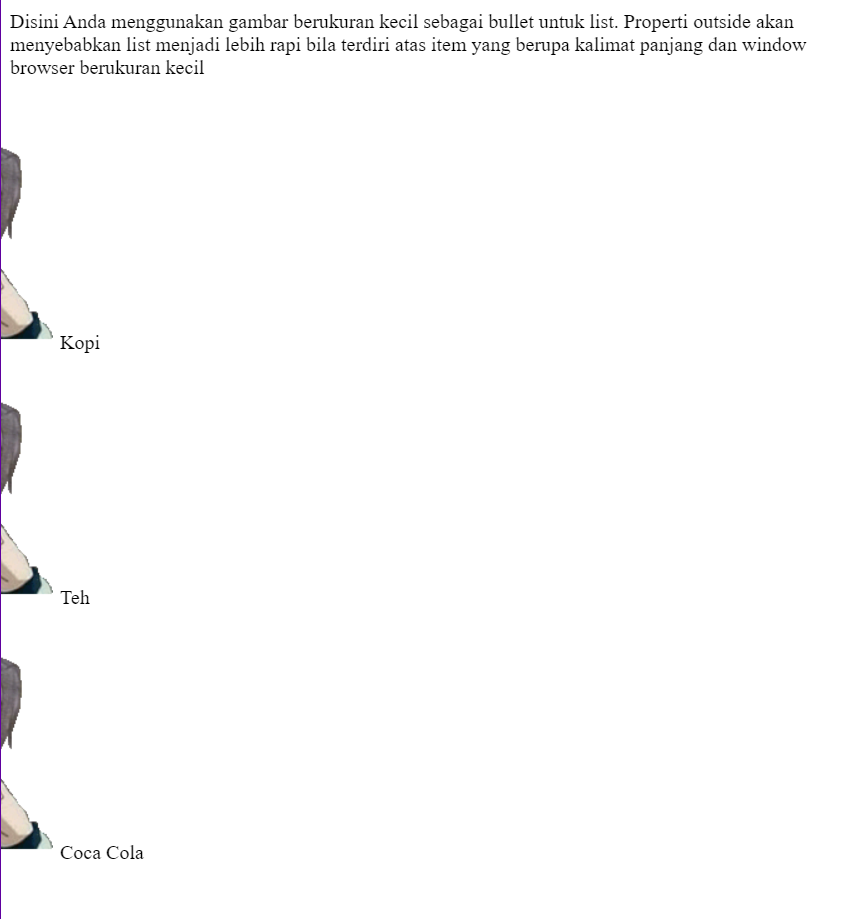 Disini Anda menggunakan gambar berukuran kecil sebagai bullet untuk list. Properti outside akan
menyebabkan list menjadi lebih rapi bila terdiri atas item yang berupa kalimat panjang dan window
browser berukuran kecil
Kopi
Teh
Coca Cola